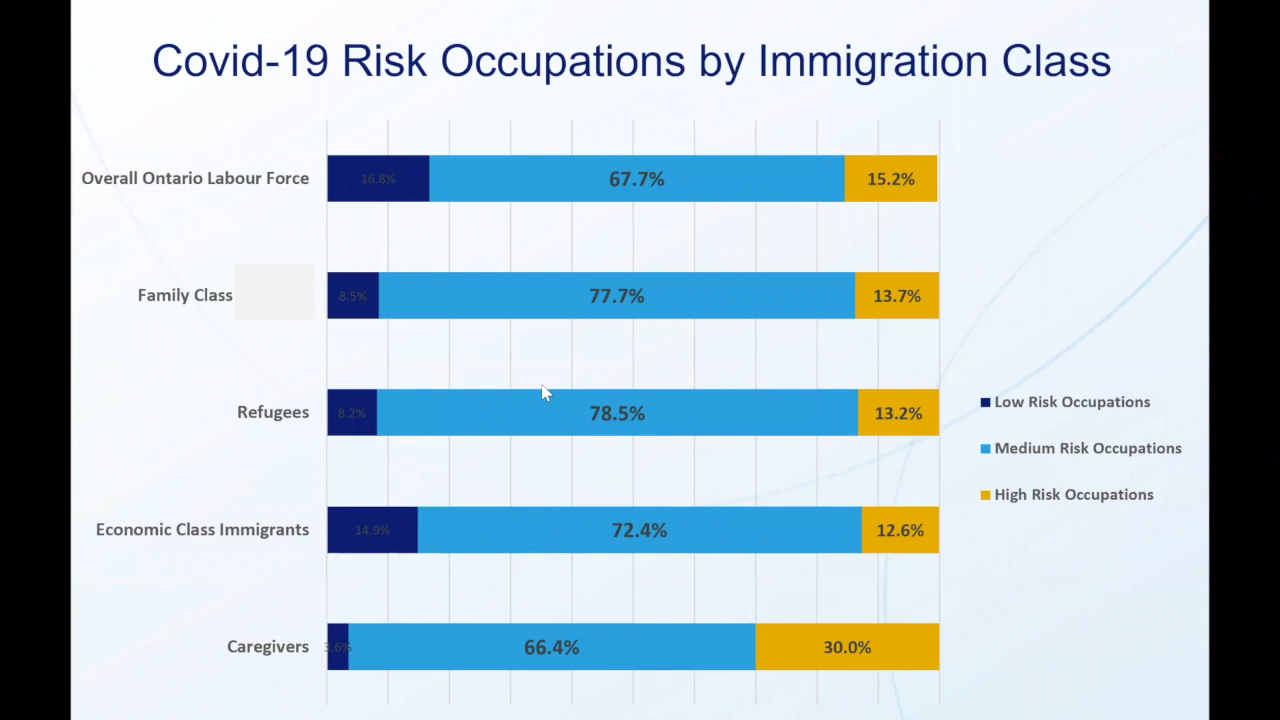 Covid-19 Risk Occupations by Immigration Class
Overall Ontario Labour Force
16.8%
67.7%
15.2%
Family Class
8.5%
77.7%
13.7%
Refugees
8.2%
78.5%
13.2%
Low Risk Occupations
Medium Risk Occupations
High Risk Occupations
Economic Class Immigrants
14.9%
72.4%
12.6%
Caregivers
3.6%
66.4%
30.0%